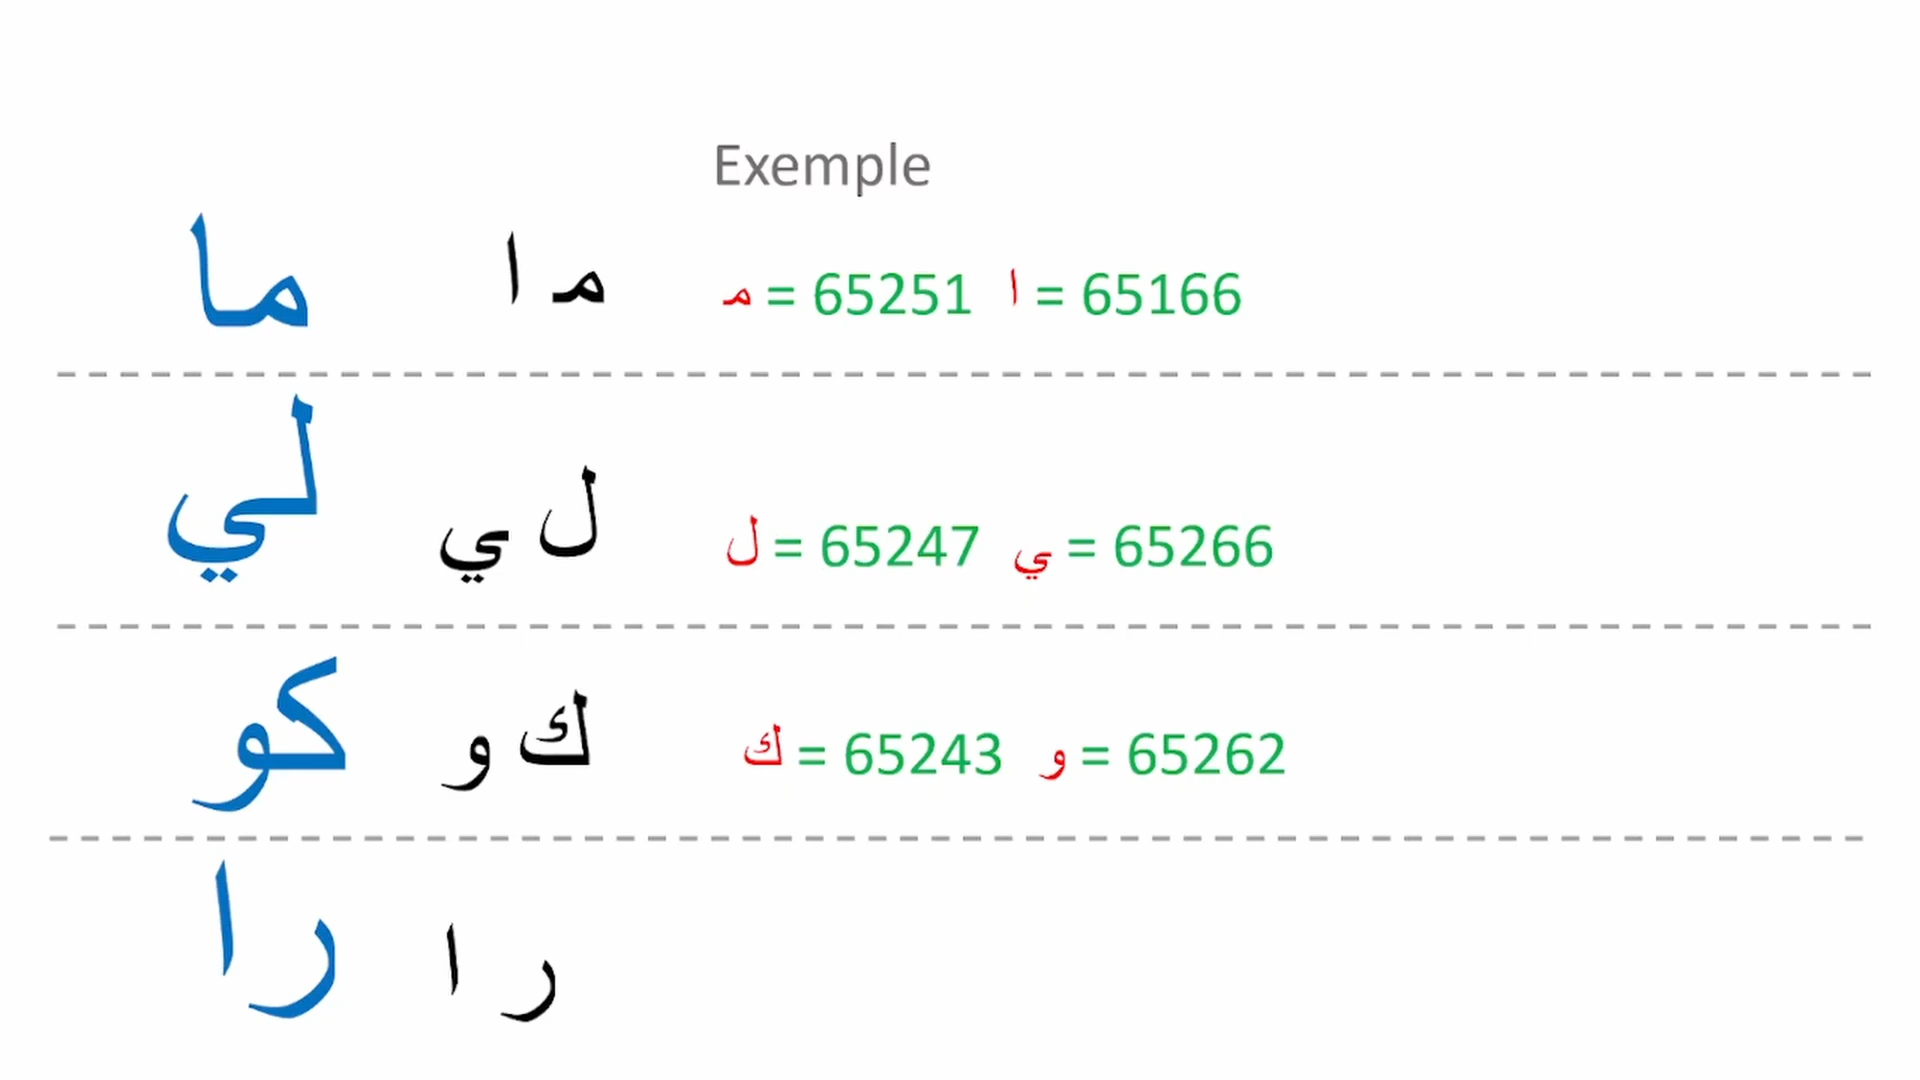 Exemple
ما م ا م = 65251 ا = 65166
لي ل ي ل = 65247 ي = 65266
كو ك و ك = 65243 و = 65262
را ر ا